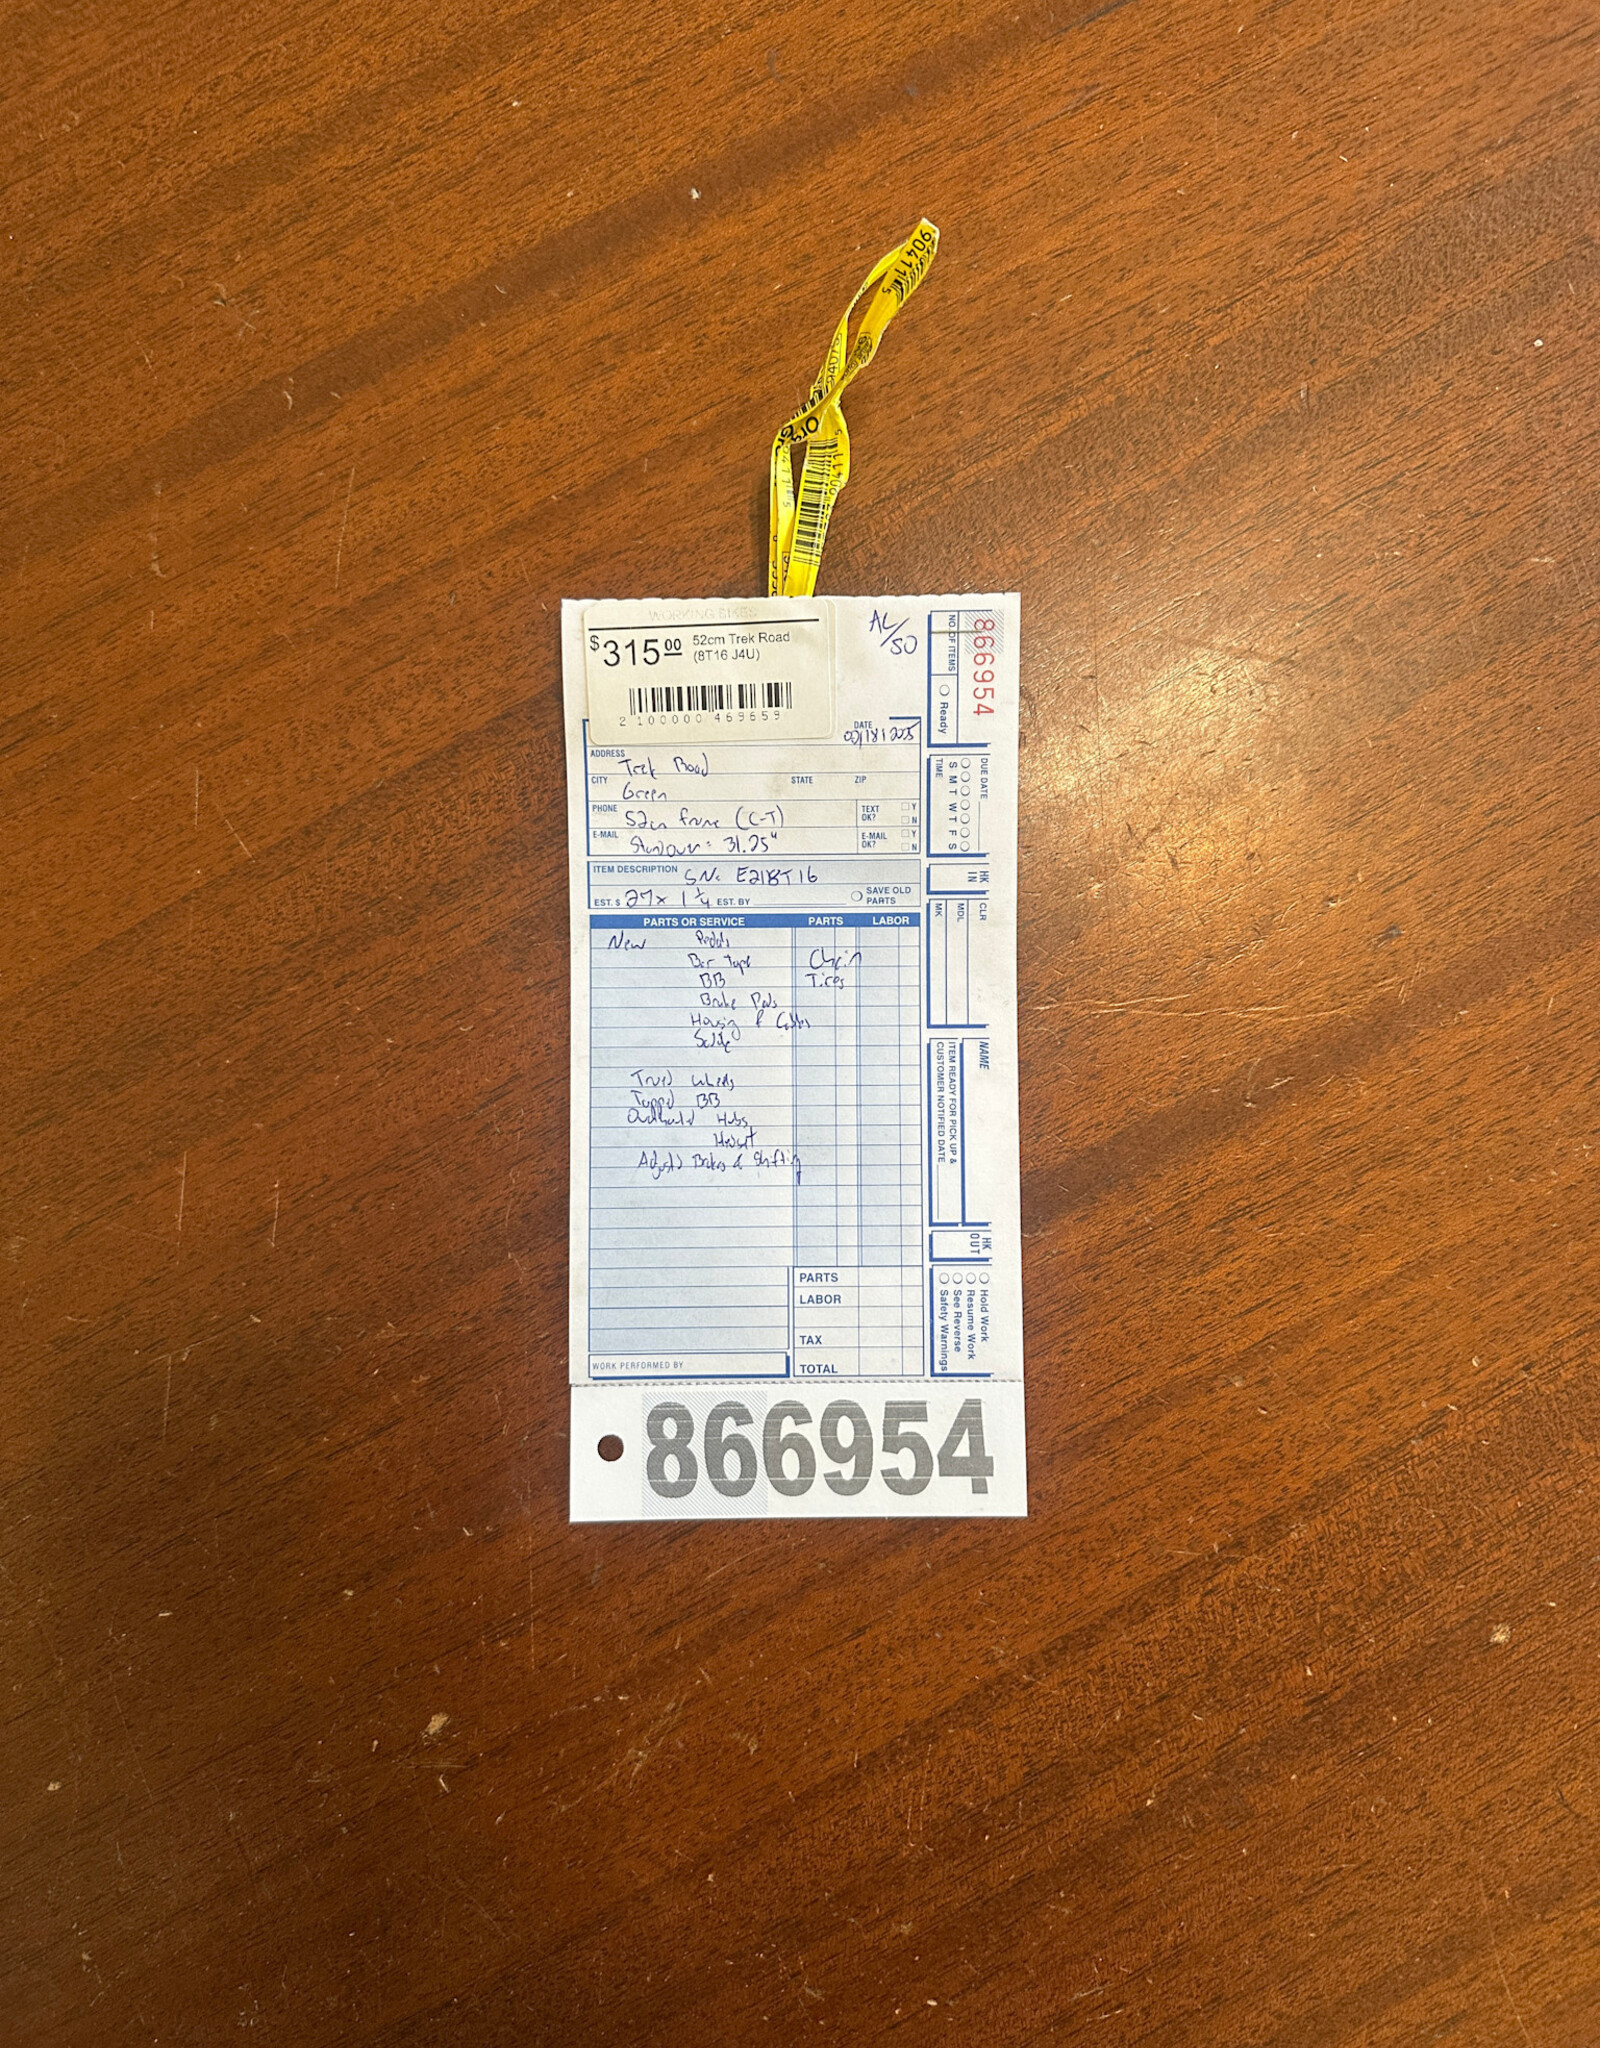 WORKING BIKES
$315.00 52cm Trek Road
(8T16 J4U)
2 100000 469659
AL/SO
DATE
ADDRESS
Trek Road
CITY STATE ZIP
Green
PHONE TEXT OK? Y N
52cm frame (C-T)
E-MAIL E-MAIL OK? Y N
Standover: 31.25"
ITEM DESCRIPTION SN: E218T16
EST. $ 27 x 1 1/4 EST. BY SAVE OLD PARTS
PARTS OR SERVICE PARTS LABOR
New Pedals
Bar Tape Chain
BB Tires
Brake Pads
Housing & Cables
Saddle
Trued Wheels
Tapped BB
Overhauled Hubs
Headset
Adjusted Brakes & Shifting
PARTS
LABOR
TAX
TOTAL
WORK PERFORMED BY
866954
866954
NO. OF ITEMS
Ready
DUE DATE
S M T W T F S
TIME
HK IN
CLR
MDL
MK
NAME
ITEM READY FOR PICK UP &
CUSTOMER NOTIFIED DATE
HK OUT
Hold Work
Resume Work
See Reverse
Safety Warnings